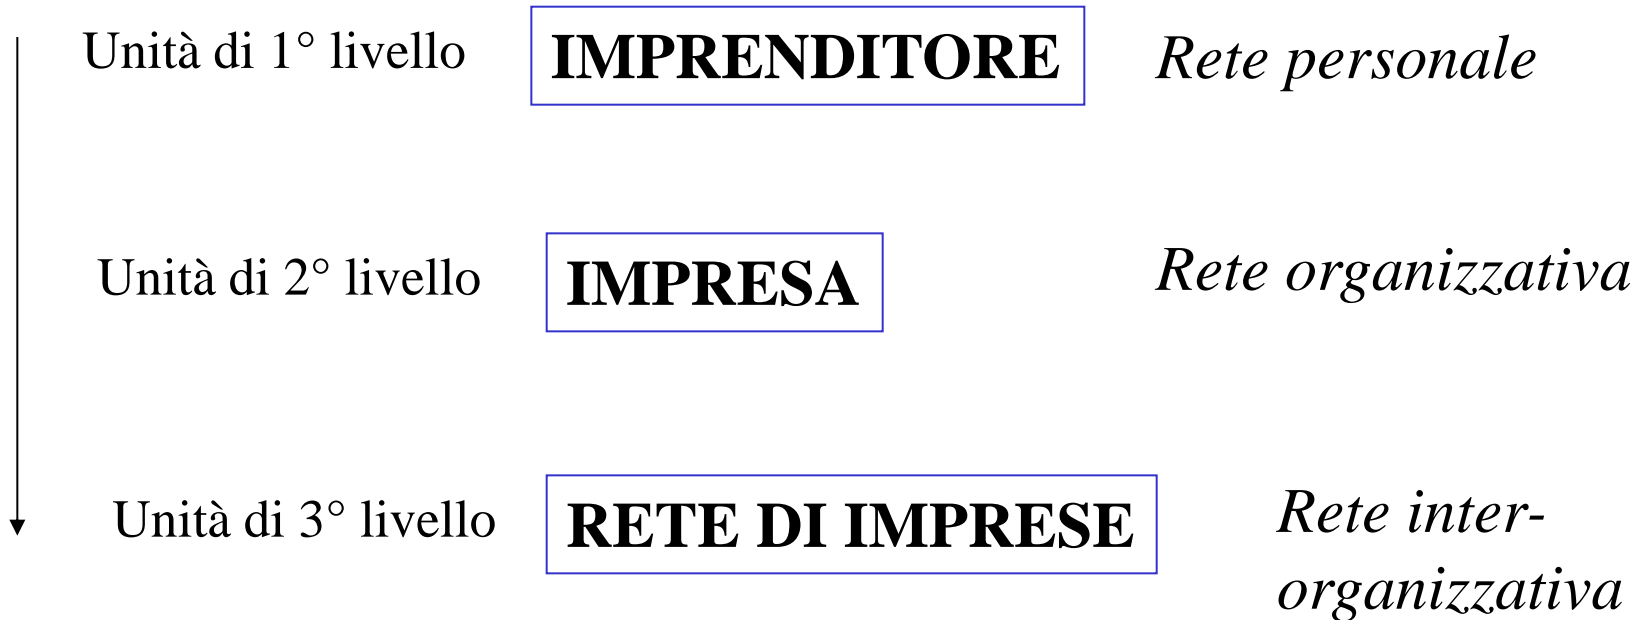 Unità di 1° livello IMPRENDITORE Rete personale
Unità di 2° livello IMPRESA Rete organizzativa
Unità di 3° livello RETE DI IMPRESE Rete inter-
organizzativa